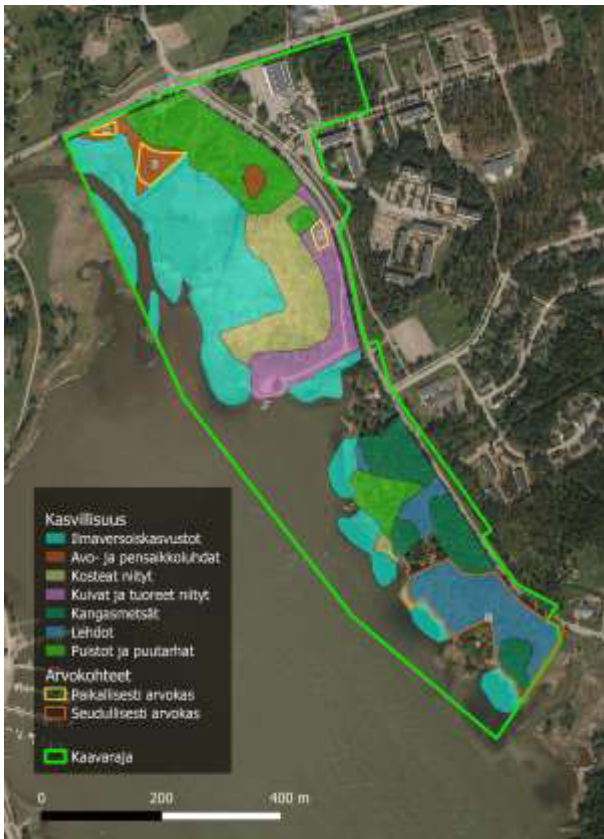 Kasvillisuus
Ilmaversoiskasvustot
Avo- ja pensaikkoluhdat
Kosteat niityt
Kuivat ja tuoreet niityt
Kangasmetsät
Lehdot
Puistot ja puutarhat
Arvokohteet
Paikallisesti arvokas
Seudullisesti arvokas
Kaavaraja
0 200 400 m